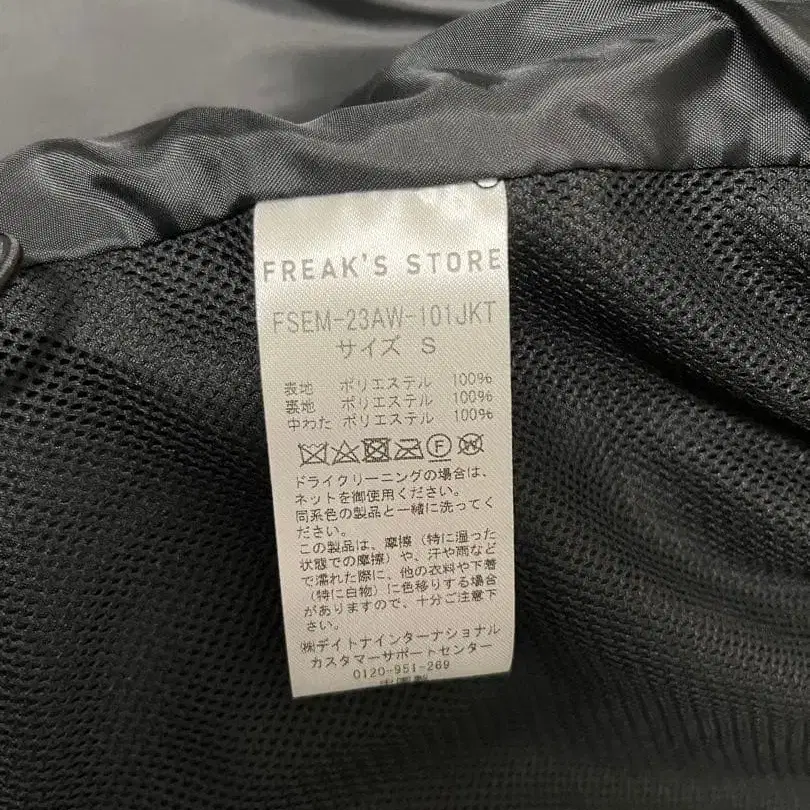 FREAK'S STORE
FSEM-23AW-101JKT
サイズ S
表地 ポリエステル 100%
裏地 ポリエステル 100%
中わた ポリエステル 100%
F W
ドライクリーニングの場合は、
ネットを御使用ください。
同系色の製品と一緒に洗ってく
ださい。
この製品は、摩擦（特に湿った
状態での摩擦）や、汗や雨など
で濡れた際に、他の衣料や下着
（特に白物）に色移りする場合
がありますので、十分ご注意下
さい。
㈱デイトナインターナショナル
カスタマーサポートセンター
0120-951-269